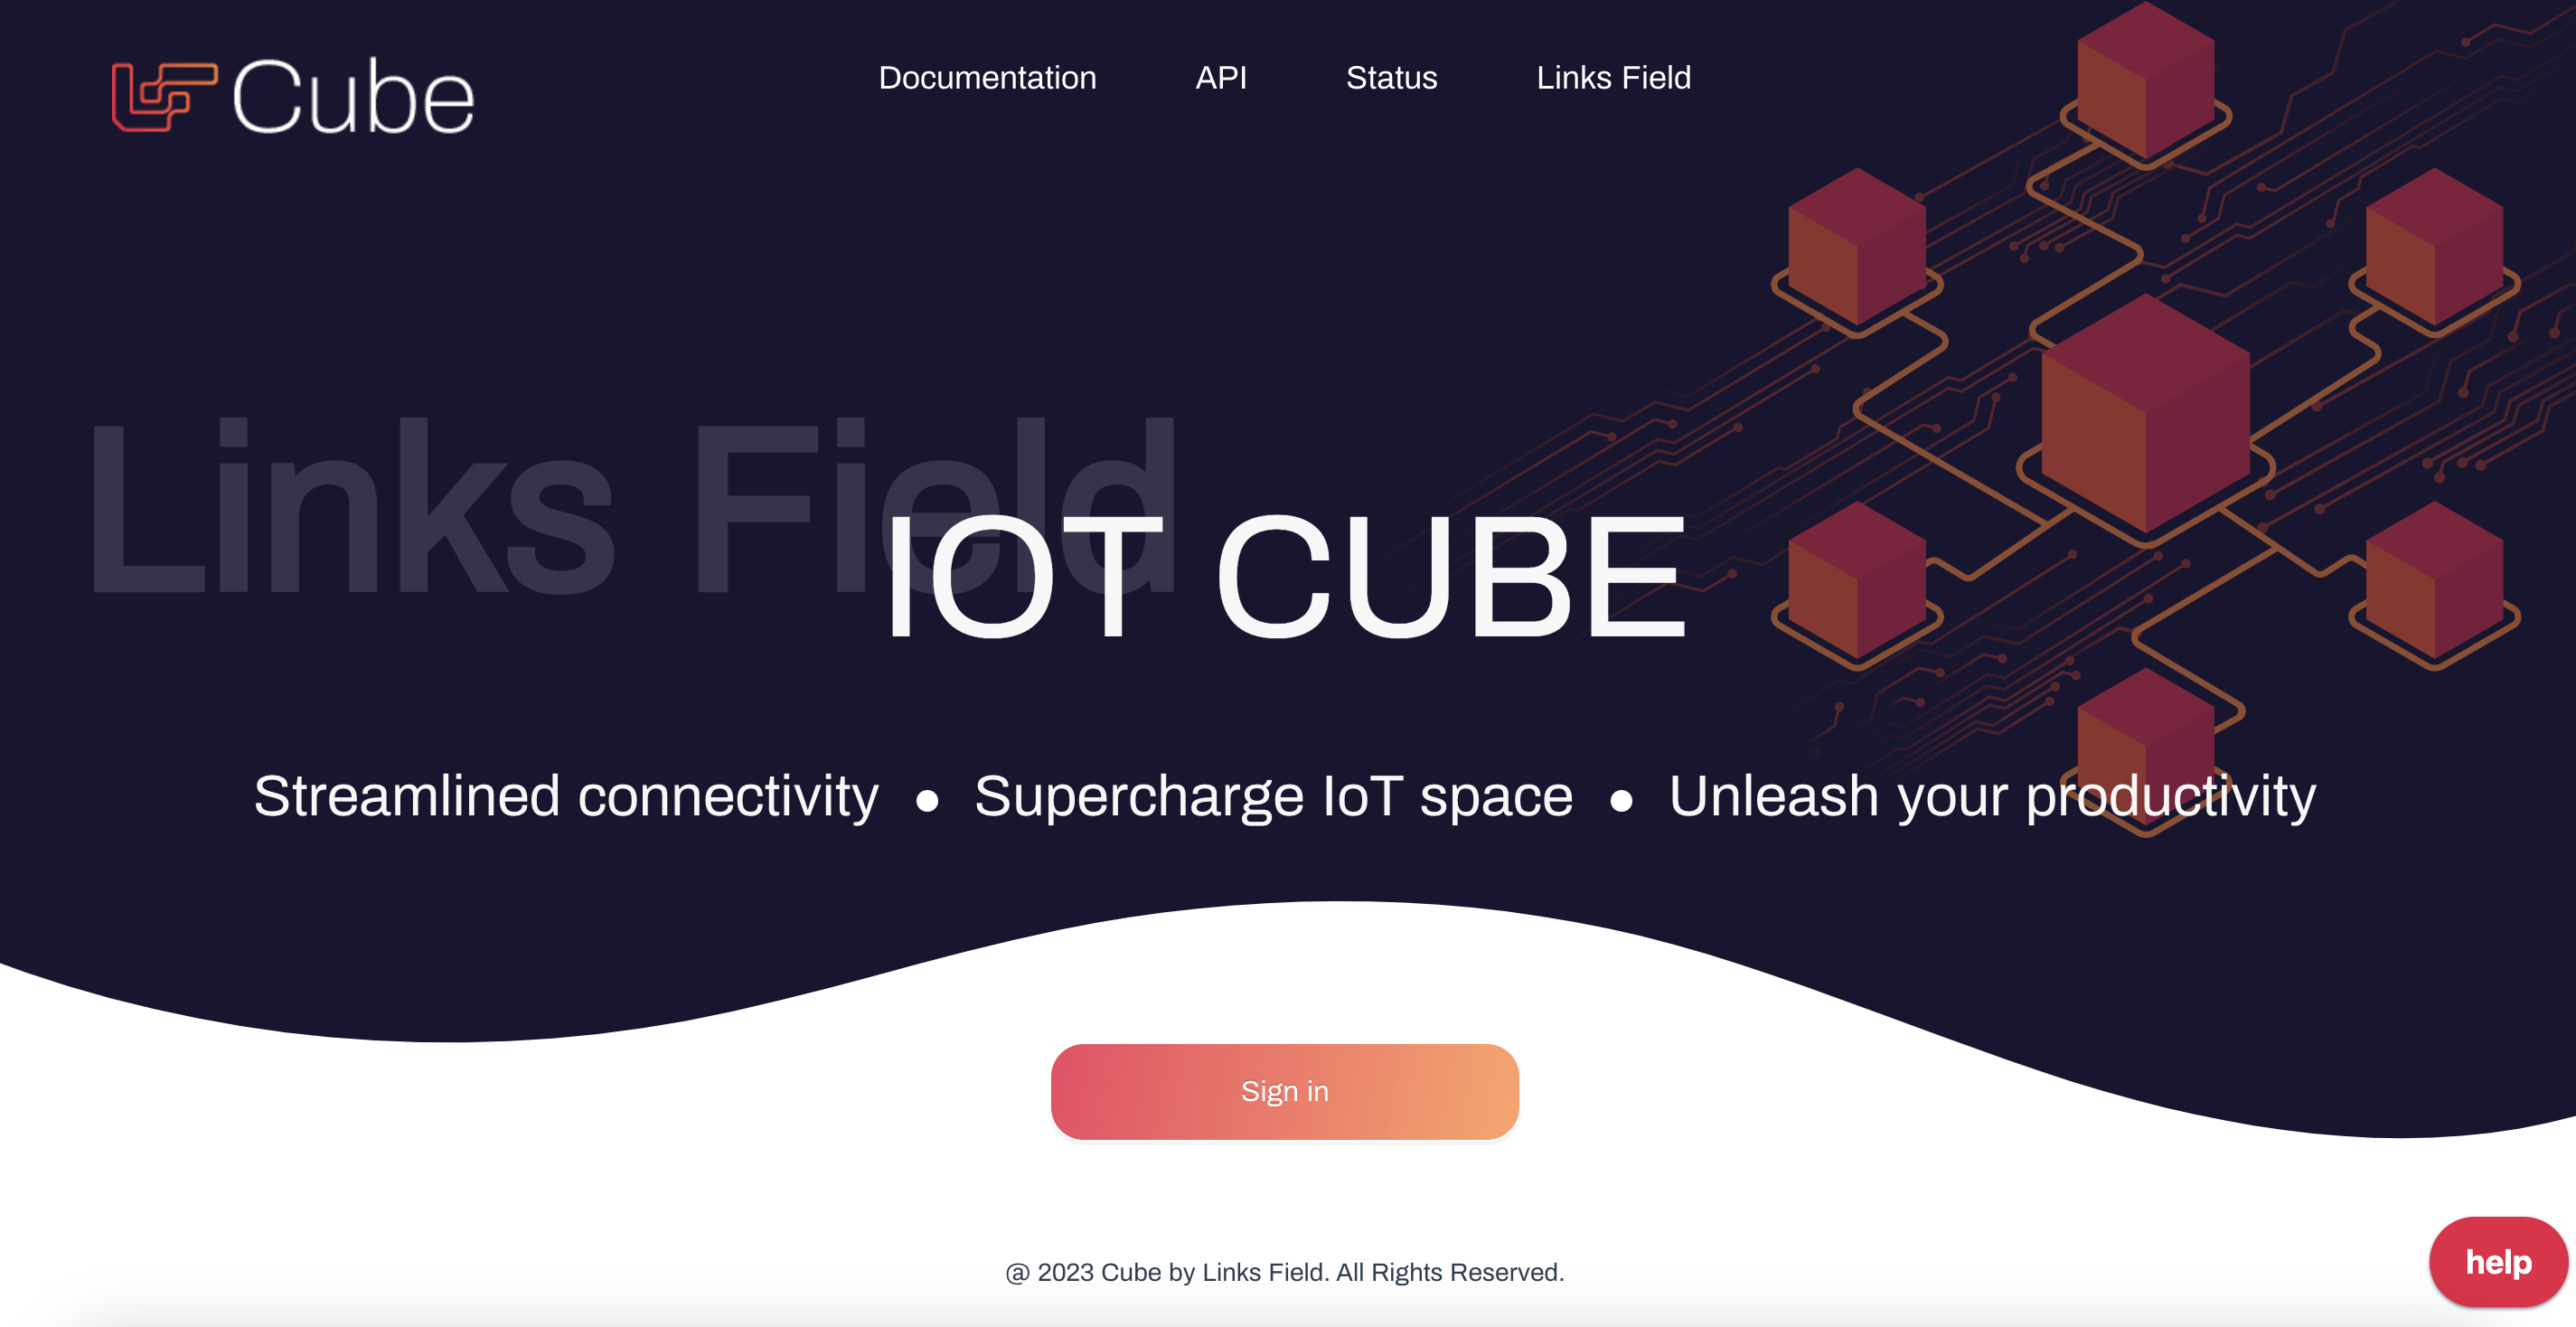 Cube
Documentation API Status Links Field
Links Field
IOT CUBE
Streamlined connectivity ● Supercharge IoT space ● Unleash your productivity
Sign in
@ 2023 Cube by Links Field. All Rights Reserved.
help